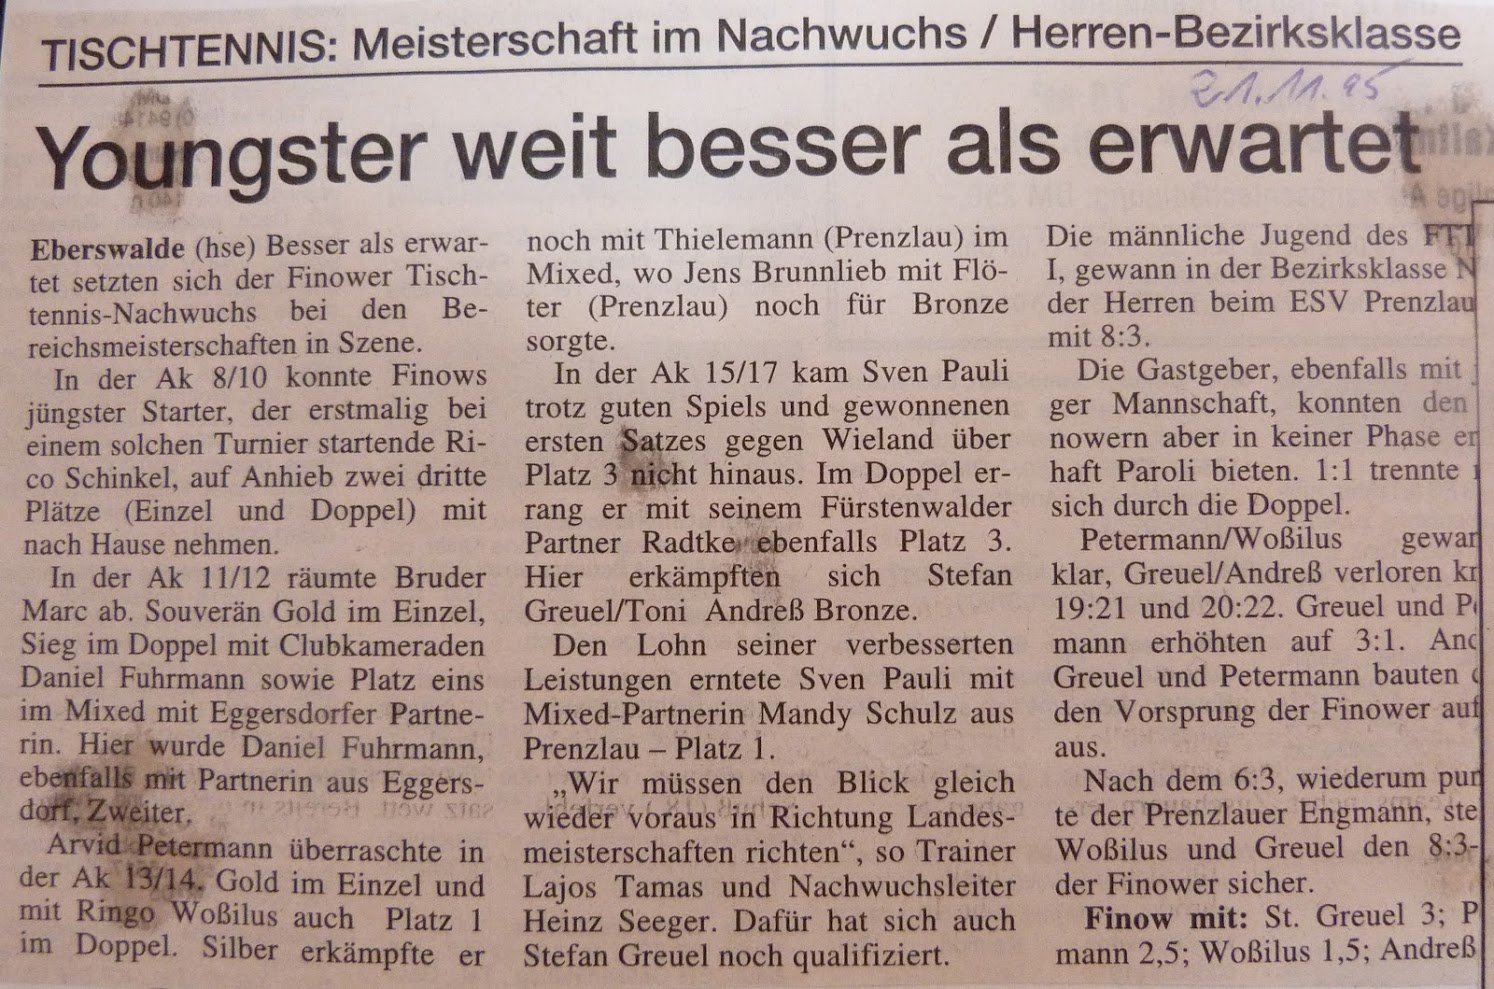 TISCHTENNIS: Meisterschaft im Nachwuchs / Herren-Bezirksklasse
21.11.95
Youngster weit besser als erwartet
Eberswalde (hse) Besser als erwar-
tet setzten sich der Finower Tisch-
tennis-Nachwuchs bei den Be-
reichsmeisterschaften in Szene.
In der Ak 8/10 konnte Finows
jüngster Starter, der erstmalig bei
einem solchen Turnier startende Ri-
co Schinkel, auf Anhieb zwei dritte
Plätze (Einzel und Doppel) mit
nach Hause nehmen.
In der Ak 11/12 räumte Bruder
Marc ab. Souverän Gold im Einzel,
Sieg im Doppel mit Clubkameraden
Daniel Fuhrmann sowie Platz eins
im Mixed mit Eggersdorfer Partne-
rin. Hier wurde Daniel Fuhrmann,
ebenfalls mit Partnerin aus Eggers-
dorf, Zweiter.
Arvid Petermann überraschte in
der Ak 13/14. Gold im Einzel und
mit Ringo Woßilus auch Platz 1
im Doppel. Silber erkämpfte er
noch mit Thielemann (Prenzlau) im
Mixed, wo Jens Brunnlieb mit Flö-
ter (Prenzlau) noch für Bronze
sorgte.
In der Ak 15/17 kam Sven Pauli
trotz guten Spiels und gewonnenen
ersten Satzes gegen Wieland über
Platz 3 nicht hinaus. Im Doppel er-
rang er mit seinem Fürstenwalder
Partner Radtke ebenfalls Platz 3.
Hier erkämpften sich Stefan
Greuel/Toni Andreß Bronze.
Den Lohn seiner verbesserten
Leistungen erntete Sven Pauli mit
Mixed-Partnerin Mandy Schulz aus
Prenzlau – Platz 1.
„Wir müssen den Blick gleich
wieder voraus in Richtung Landes-
meisterschaften richten“, so Trainer
Lajos Tamas und Nachwuchsleiter
Heinz Seeger. Dafür hat sich auch
Stefan Greuel noch qualifiziert.
Die männliche Jugend des
I, gewann in der Bezirksklasse N
der Herren beim ESV Prenzlau
mit 8:3.
Die Gastgeber, ebenfalls mit
ger Mannschaft, konnten den
nowern aber in keiner Phase
haft Paroli bieten. 1:1 trennte
sich durch die Doppel.
Petermann/Woßilus gewan
klar, Greuel/Andreß verloren
19:21 und 20:22. Greuel und
mann erhöhten auf 3:1.
Greuel und Petermann bauten
den Vorsprung der Finower auf
aus.
Nach dem 6:3, wiederum
te der Prenzlauer Engmann,
Woßilus und Greuel den 8:3-
der Finower sicher.
Finow mit: St. Greuel 3; P
mann 2,5; Woßilus 1,5; Andreß